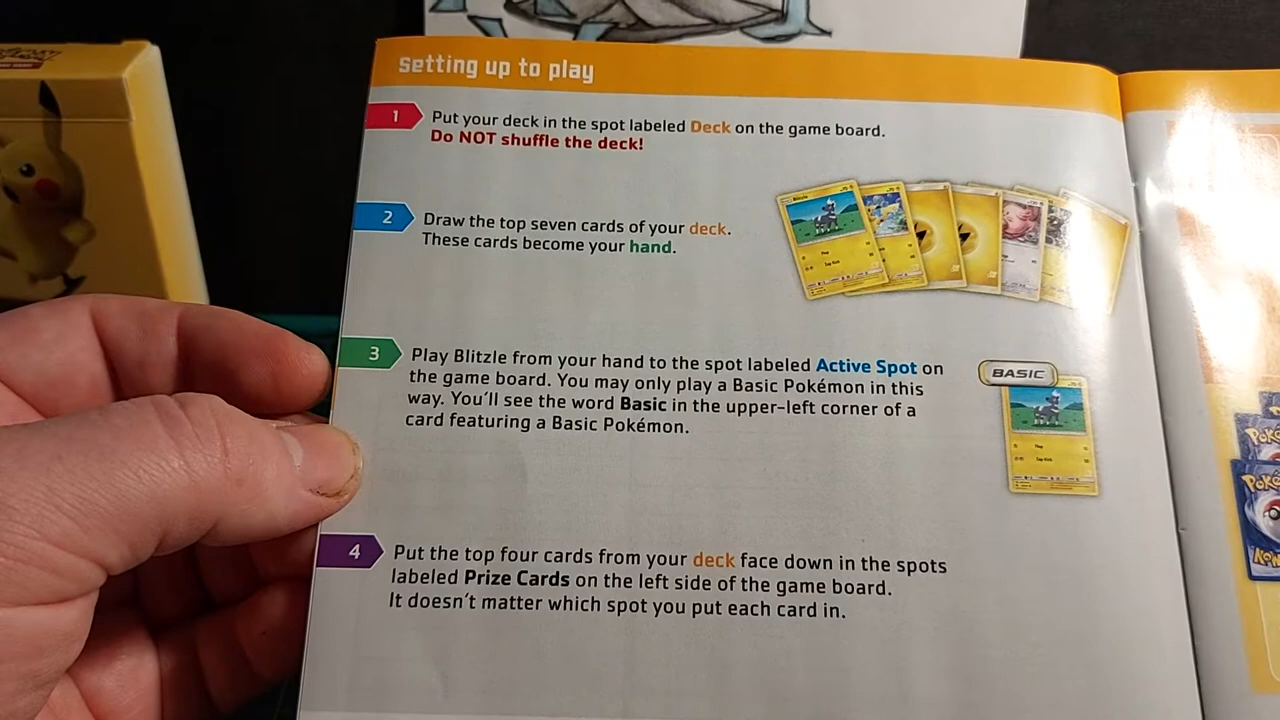 setting up to play
1
Put your deck in the spot labeled Deck on the game board.
Do NOT shuffle the deck!
2
Draw the top seven cards of your deck.
These cards become your hand.
Blitzle
3
Play Blitzle from your hand to the spot labeled Active Spot on
the game board. You may only play a Basic Pokémon in this
way. You'll see the word Basic in the upper-left corner of a
card featuring a Basic Pokémon.
BASIC
4
Put the top four cards from your deck face down in the spots
labeled Prize Cards on the left side of the game board.
It doesn't matter which spot you put each card in.